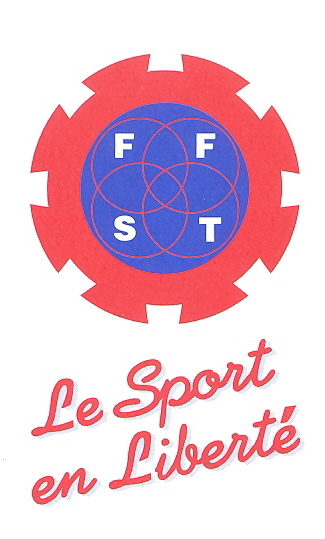 F F
S T
Le Sport
en Liberté